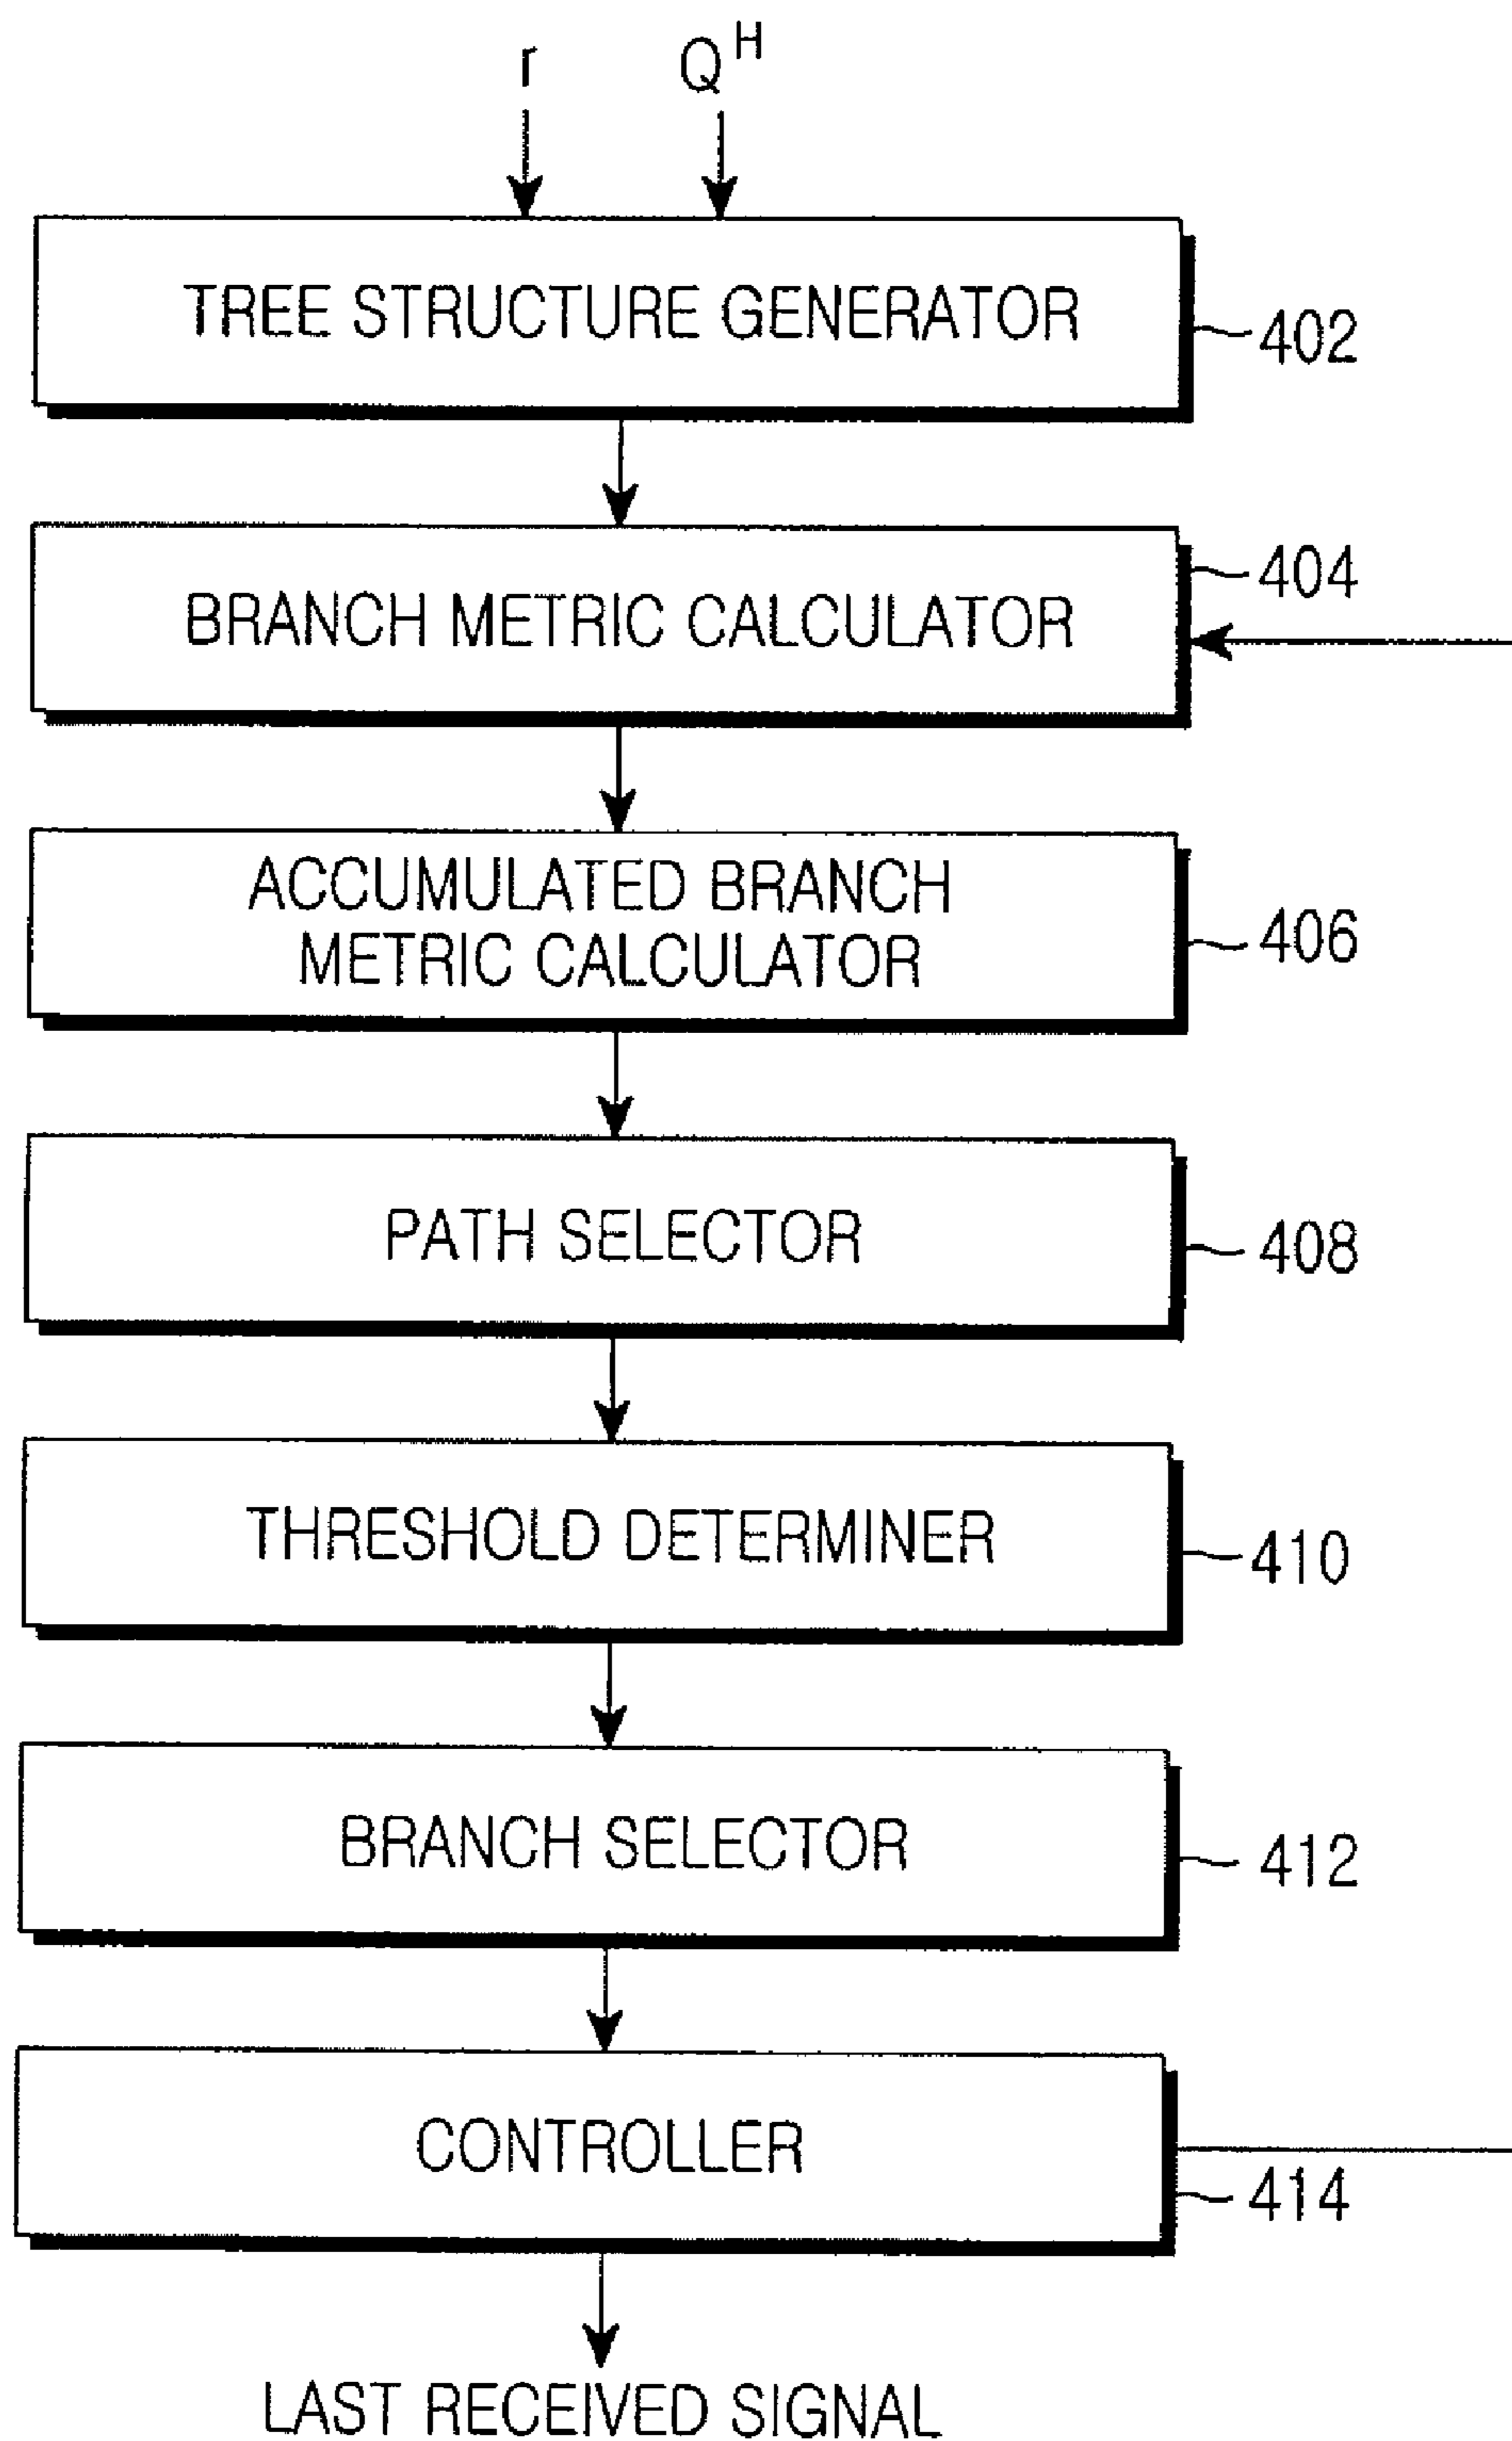 r
Q^H
TREE STRUCTURE GENERATOR
402
BRANCH METRIC CALCULATOR
404
ACCUMULATED BRANCH
METRIC CALCULATOR
406
PATH SELECTOR
408
THRESHOLD DETERMINER
410
BRANCH SELECTOR
412
CONTROLLER
414
LAST RECEIVED SIGNAL